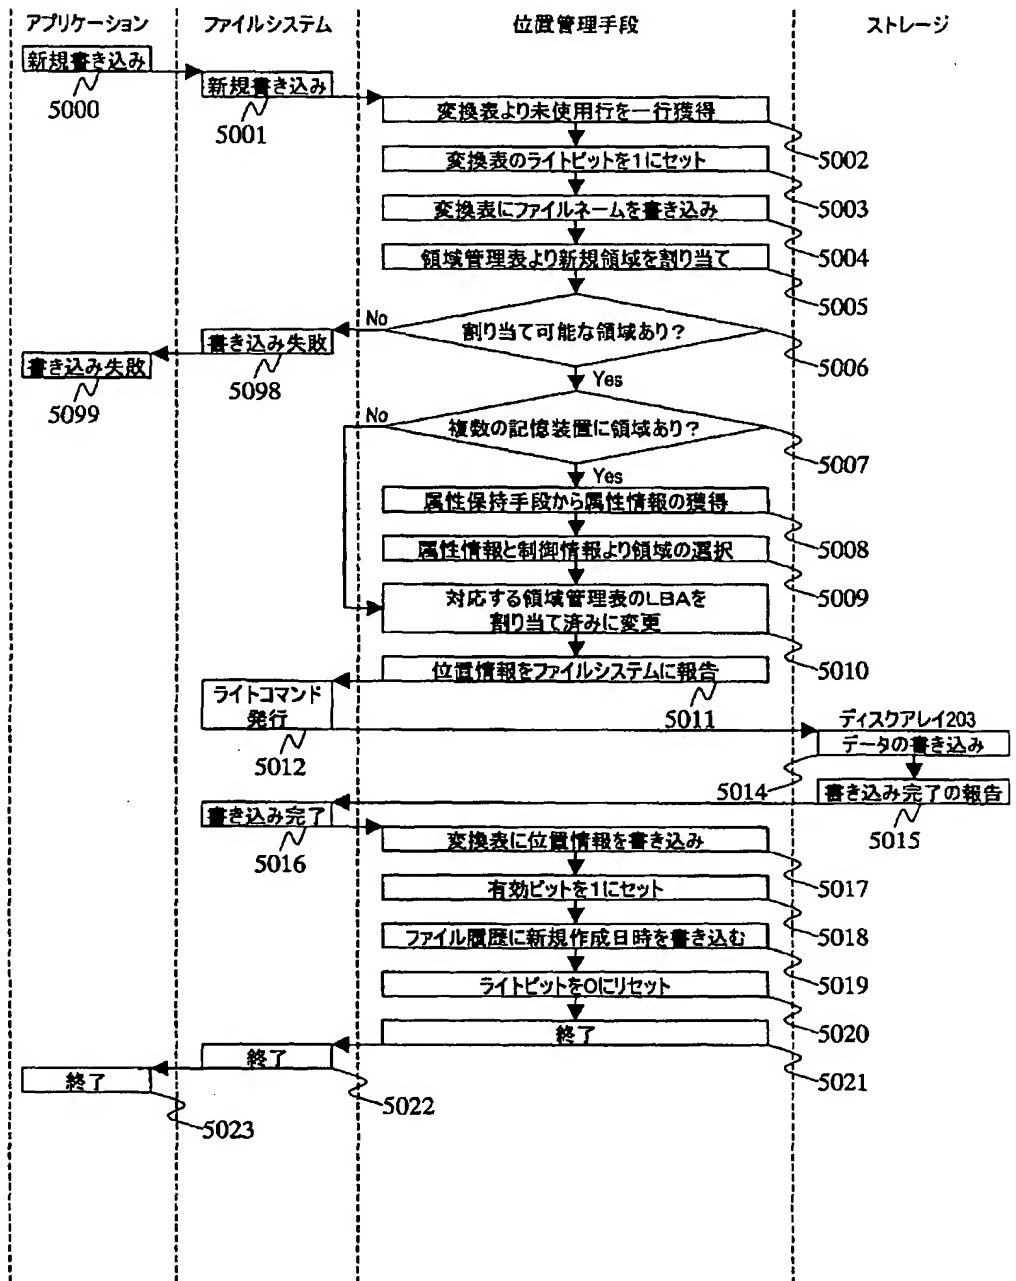 アプリケーション
ファイルシステム
位置管理手段
ストレージ
新規書き込み
5000
新規書き込み
5001
変換表より未使用行を一行獲得
5002
変換表のライトビットを1にセット
5003
変換表にファイルネームを書き込み
5004
領域管理表より新規領域を割り当て
5005
割り当て可能な領域あり?
5006
No
書き込み失敗
5098
書き込み失敗
5099
Yes
複数の記憶装置に領域あり?
5007
No
Yes
属性保持手段から属性情報の獲得
5008
属性情報と制御情報より領域の選択
5009
対応する領域管理表のLBAを
割り当て済みに変更
5010
位置情報をファイルシステムに報告
5011
ライトコマンド
発行
5012
ディスクアレイ203
データの書き込み
5014
書き込み完了の報告
5015
書き込み完了
5016
変換表に位置情報を書き込み
5017
有効ビットを1にセット
5018
ファイル履歴に新規作成日時を書き込む
5019
ライトビットを0にリセット
5020
終了
5021
終了
5022
終了
5023